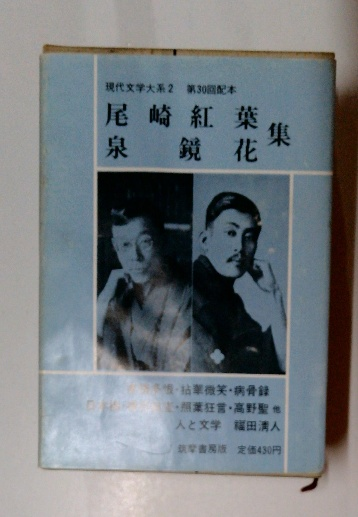 現代文学大系2 第30回配本
尾崎紅葉
泉鏡花
集
・拈華微笑・病骨録
・照葉狂言・高野聖 他
人と文学 福田清人
筑摩書房版 定価430円